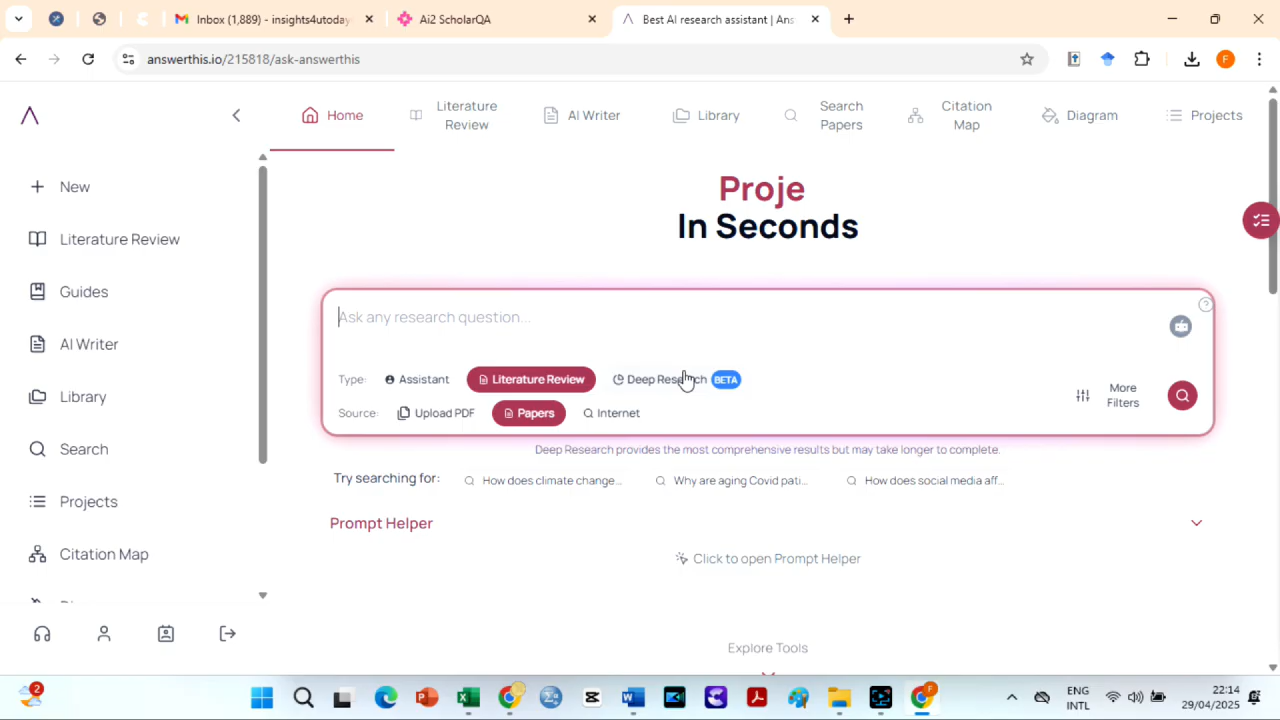 Inbox (1,889) - insights4utoday
Ai2 ScholarQA
Best AI research assistant | Ans
answerthis.io/215818/ask-answerthis
F
Home
Literature Review
AI Writer
Library
Search Papers
Citation Map
Diagram
Projects
New
Literature Review
Guides
AI Writer
Library
Search
Projects
Citation Map
Proje
In Seconds
Ask any research question...
?
Type:
Assistant
Literature Review
Deep Research
BETA
Source:
Upload PDF
Papers
Internet
More Filters
Deep Research provides the most comprehensive results but may take longer to complete.
Try searching for:
How does climate change...
Why are aging Covid pati...
How does social media aff...
Prompt Helper
Click to open Prompt Helper
Explore Tools
2
F
ENG
INTL
22:14
29/04/2025